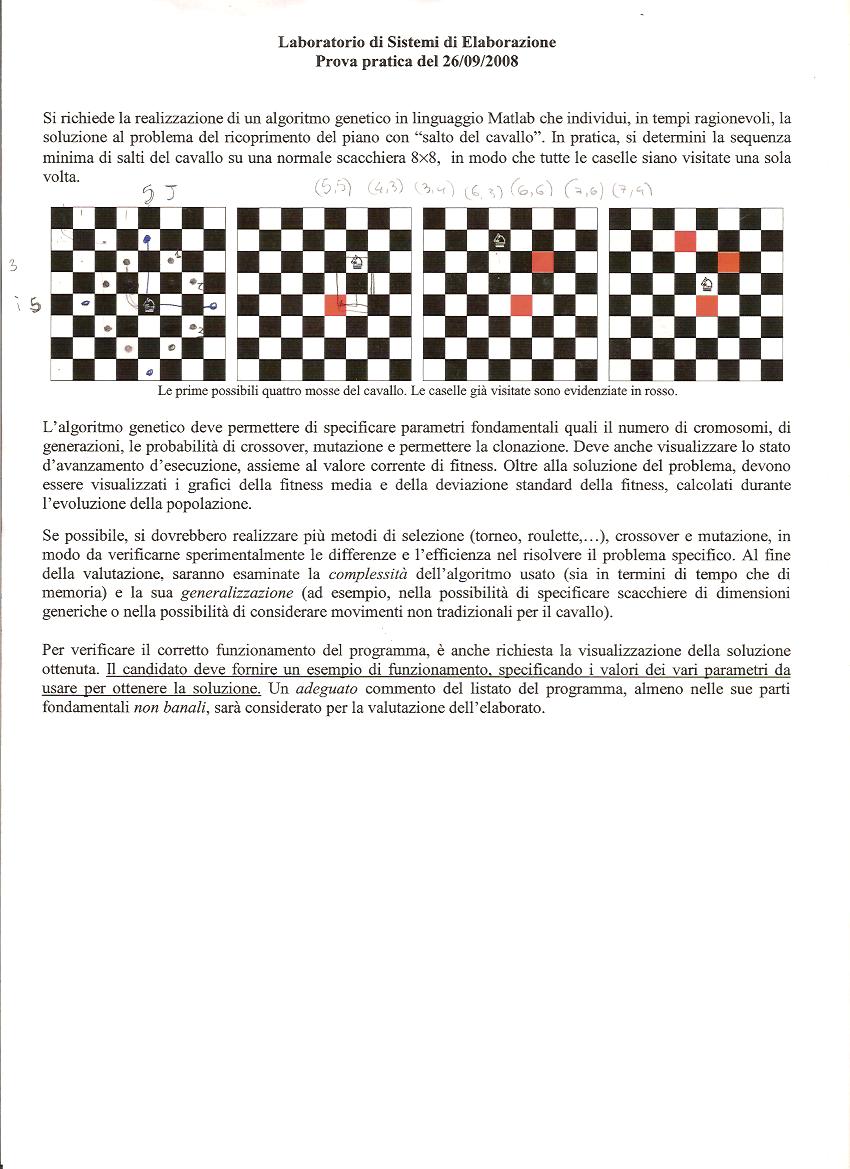 Laboratorio di Sistemi di Elaborazione
Prova pratica del 26/09/2008
Si richiede la realizzazione di un algoritmo genetico in linguaggio Matlab che individui, in tempi ragionevoli, la
soluzione al problema del ricoprimento del piano con “salto del cavallo”. In pratica, si determini la sequenza
minima di salti del cavallo su una normale scacchiera 8×8, in modo che tutte le caselle siano visitate una sola
volta.
5 J (5,5) (4,3) (3,4) (6,3) (6,6) (7,6) (7,4)
3
i 5
Le prime possibili quattro mosse del cavallo. Le caselle già visitate sono evidenziate in rosso.
L’algoritmo genetico deve permettere di specificare parametri fondamentali quali il numero di cromosomi, di
generazioni, le probabilità di crossover, mutazione e permettere la clonazione. Deve anche visualizzare lo stato
d’avanzamento d’esecuzione, assieme al valore corrente di fitness. Oltre alla soluzione del problema, devono
essere visualizzati i grafici della fitness media e della deviazione standard della fitness, calcolati durante
l’evoluzione della popolazione.
Se possibile, si dovrebbero realizzare più metodi di selezione (torneo, roulette,…), crossover e mutazione, in
modo da verificarne sperimentalmente le differenze e l’efficienza nel risolvere il problema specifico. Al fine
della valutazione, saranno esaminate la complessità dell’algoritmo usato (sia in termini di tempo che di
memoria) e la sua generalizzazione (ad esempio, nella possibilità di specificare scacchiere di dimensioni
generiche o nella possibilità di considerare movimenti non tradizionali per il cavallo).
Per verificare il corretto funzionamento del programma, è anche richiesta la visualizzazione della soluzione
ottenuta. Il candidato deve fornire un esempio di funzionamento, specificando i valori dei vari parametri da
usare per ottenere la soluzione. Un adeguato commento del listato del programma, almeno nelle sue parti
fondamentali non banali, sarà considerato per la valutazione dell’elaborato.